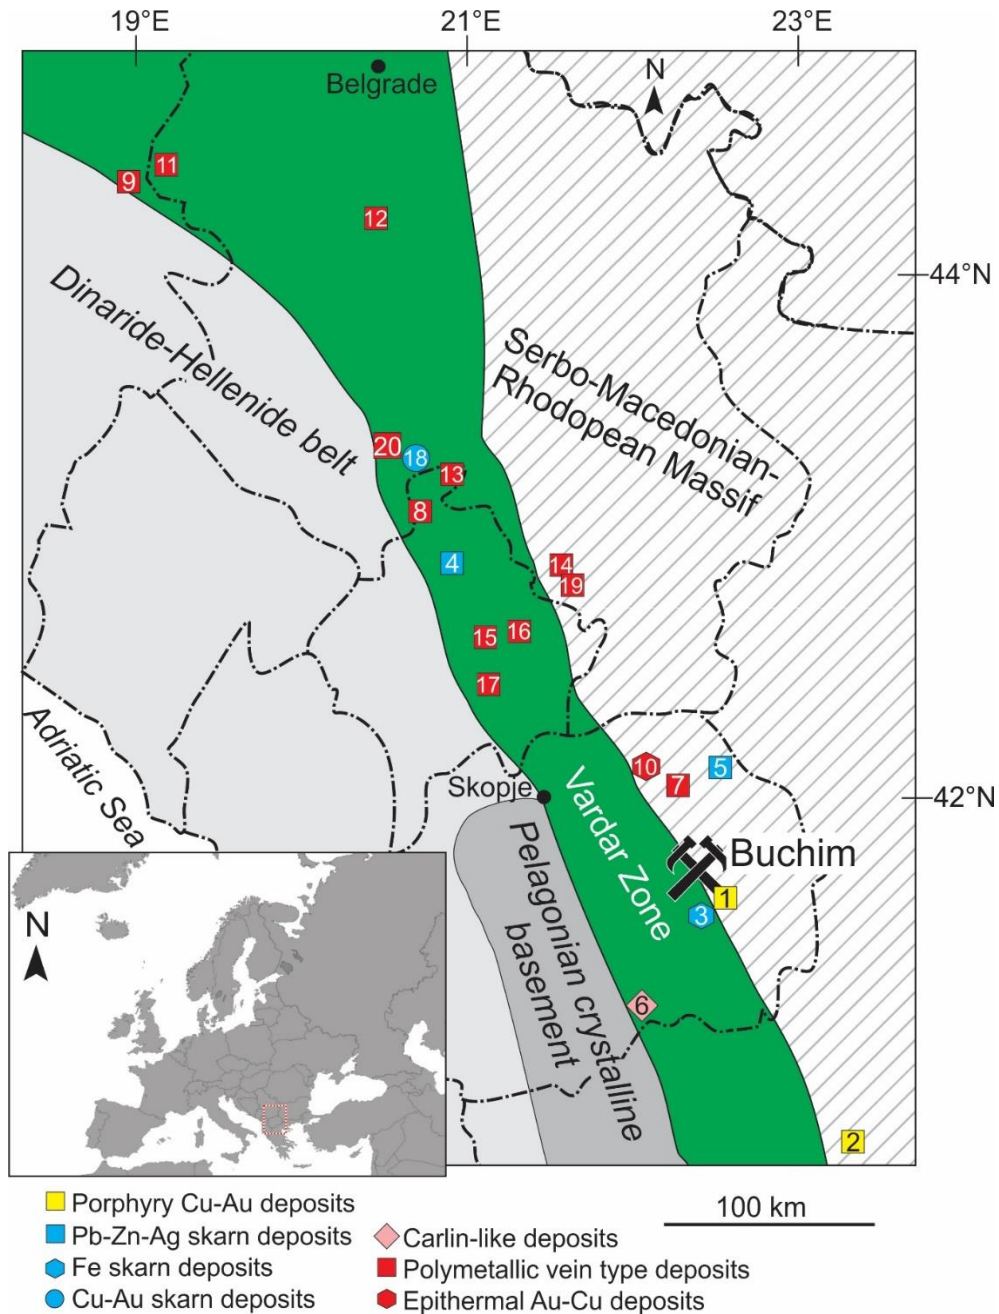 19°E
21°E
23°E
N
Belgrade
11
9
12
44°N
Dinaride-Hellenide belt
Serbo-Macedonian-
Rhodopean Massif
20
18
13
8
4
14
19
15
16
17
Adriatic Sea
10
5
7
Skopje
42°N
Vardar Zone
Buchim
Pelagonian crystalline
basement
1
3
6
2
N
Porphyry Cu-Au deposits
Pb-Zn-Ag skarn deposits
Fe skarn deposits
Cu-Au skarn deposits
100 km
Carlin-like deposits
Polymetallic vein type deposits
Epithermal Au-Cu deposits